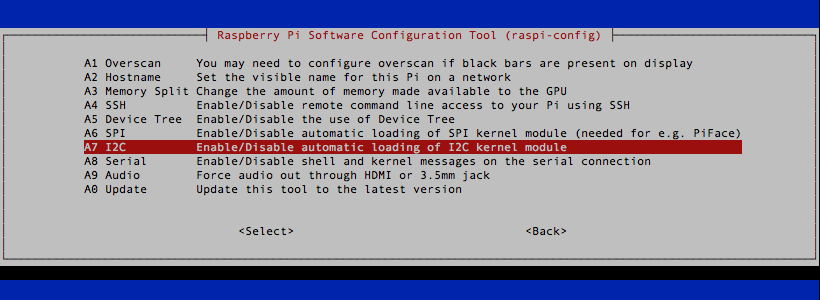 Raspberry Pi Software Configuration Tool (raspi-config)
A1 Overscan You may need to configure overscan if black bars are present on display
A2 Hostname Set the visible name for this Pi on a network
A3 Memory Split Change the amount of memory made available to the GPU
A4 SSH Enable/Disable remote command line access to your Pi using SSH
A5 Device Tree Enable/Disable the use of Device Tree
A6 SPI Enable/Disable automatic loading of SPI kernel module (needed for e.g. PiFace)
A7 I2C Enable/Disable automatic loading of I2C kernel module
A8 Serial Enable/Disable shell and kernel messages on the serial connection
A9 Audio Force audio out through HDMI or 3.5mm jack
A0 Update Update this tool to the latest version
<Select> <Back>